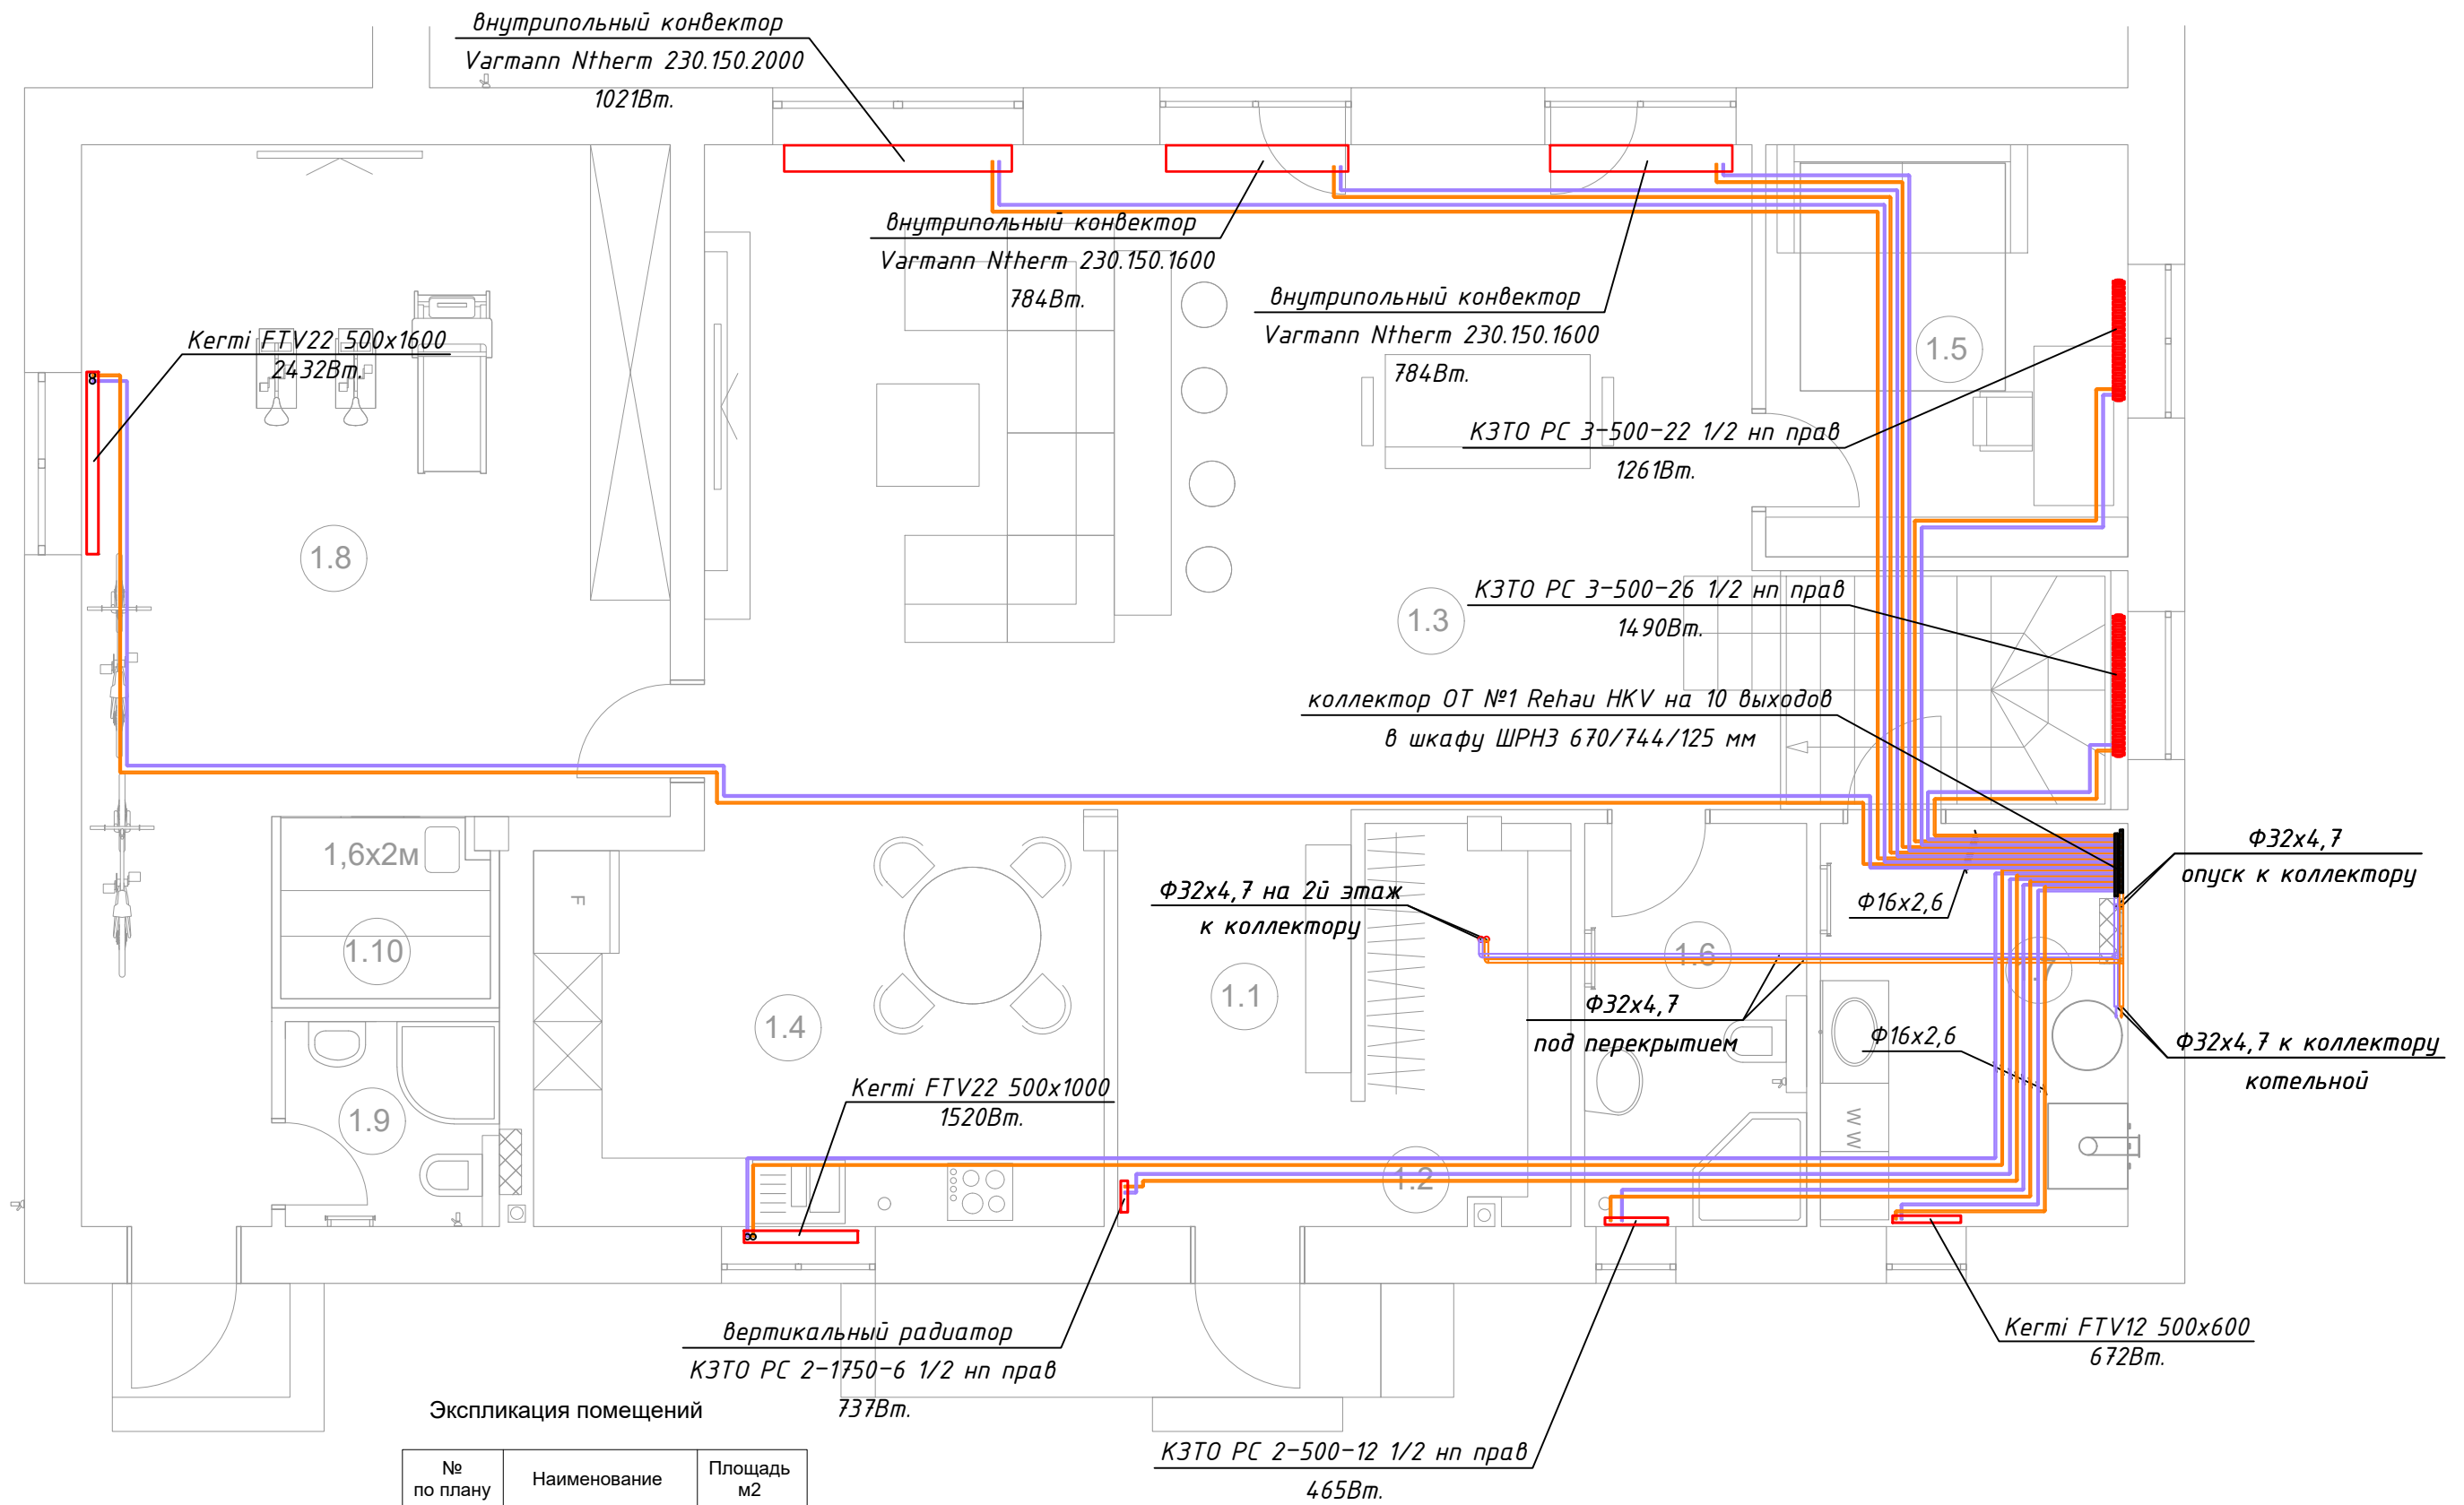 внутрипольный конвектор
Varmann Ntherm 230.150.2000
1021Вт.
внутрипольный конвектор
Varmann Ntherm 230.150.1600
784Вт.
внутрипольный конвектор
Varmann Ntherm 230.150.1600
784Вт.
Kermi FTV22 500x1600
2432Вт.
1.5
КЗТО РС 3-500-22 1/2 нп прав
1261Вт.
1.8
КЗТО РС 3-500-26 1/2 нп прав
1490Вт.
1.3
коллектор ОТ №1 Rehau HKV на 10 выходов
в шкафу ШРН3 670/744/125 мм
1,6х2м
Ф32х4,7
опуск к коллектору
Ф32х4,7 на 2й этаж
к коллектору
Ф16х2,6
F
1.10
1.6
.7
1.1
1.4
Ф32х4,7
под перекрытием
Ф16х2,6
Ф32х4,7 к коллектору
котельной
Kermi FTV22 500x1000
1520Вт.
1.9
W W
1.2
вертикальный радиатор
КЗТО РС 2-1750-6 1/2 нп прав
737Вт.
Kermi FTV12 500x600
672Вт.
КЗТО РС 2-500-12 1/2 нп прав
465Вт.
Экспликация помещений
№
по плану
Наименование
Площадь
м2